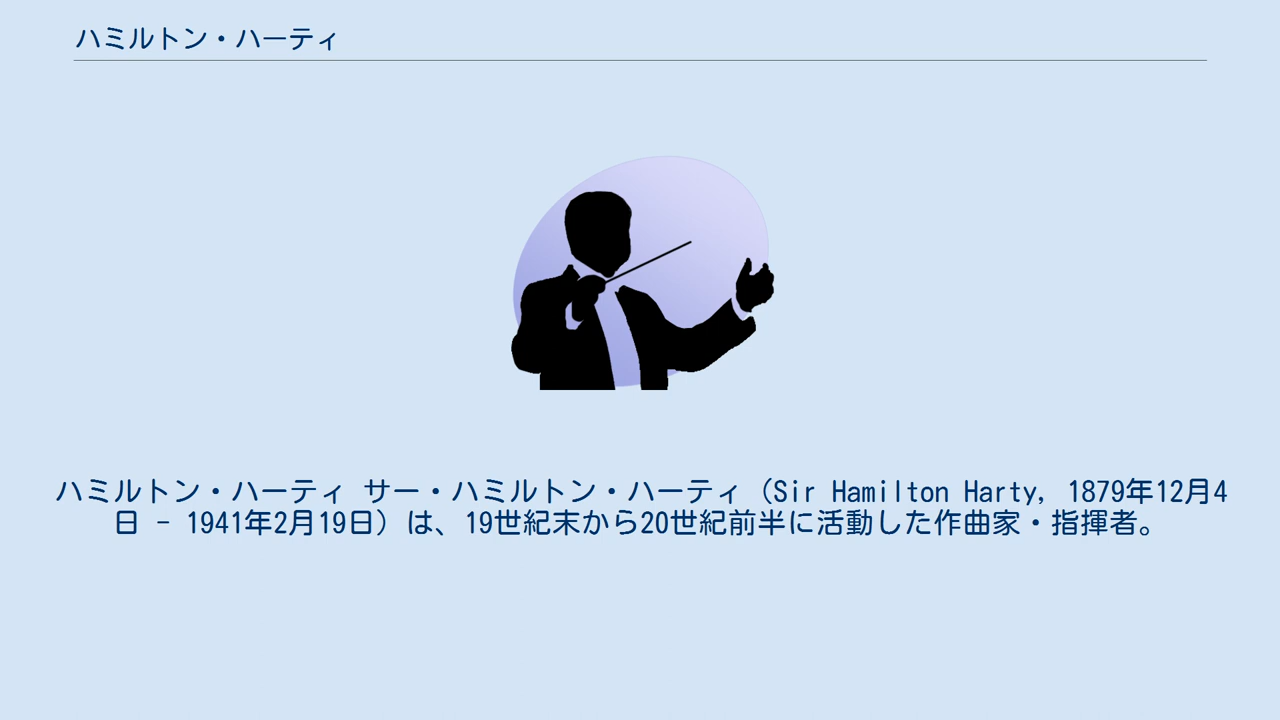 ハミルトン・ハーティ
ハミルトン・ハーティ サー・ハミルトン・ハーティ（Sir Hamilton Harty, 1879年12月4
日 - 1941年2月19日）は、19世紀末から20世紀前半に活動した作曲家・指揮者。